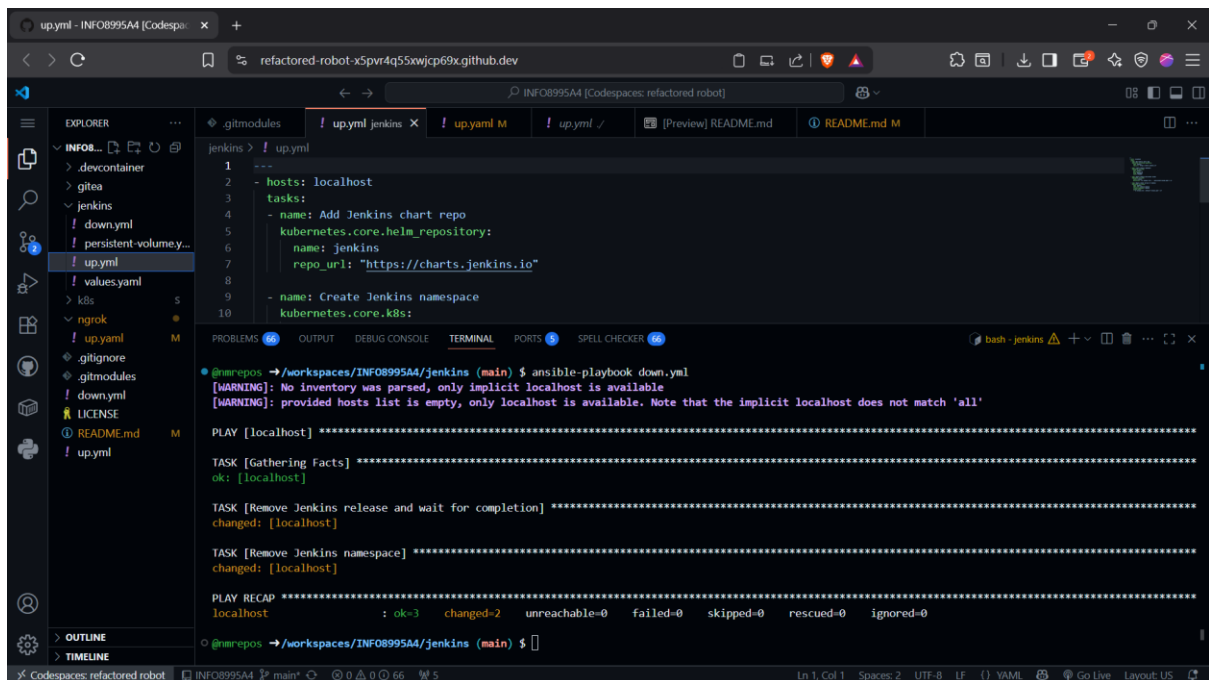 up.yml - INFO8995A4 [Codespac
refactored-robot-x5pvr4q55xwjcp69x.github.dev
INFO8995A4 [Codespaces: refactored robot]
EXPLORER
INFO8...
.devcontainer
gitea
jenkins
! down.yml
! persistent-volume.y...
! up.yml
! values.yaml
k8s S
ngrok
! up.yaml M
.gitignore
.gitmodules
! down.yml
LICENSE
README.md M
! up.yml
OUTLINE
TIMELINE
2
.gitmodules ! up.yml jenkins ! up.yaml M ! up.yml ✓ [Preview] README.md README.md M
jenkins > ! up.yml
1 ---
2 - hosts: localhost
3 tasks:
4 - name: Add Jenkins chart repo
5 kubernetes.core.helm_repository:
6 name: jenkins
7 repo_url: "https://charts.jenkins.io"
8
9 - name: Create Jenkins namespace
10 kubernetes.core.k8s:
PROBLEMS 66 OUTPUT DEBUG CONSOLE TERMINAL PORTS 5 SPELL CHECKER 66 bash - jenkins
@nmrepos →/workspaces/INFO8995A4/jenkins (main) $ ansible-playbook down.yml
[WARNING]: No inventory was parsed, only implicit localhost is available
[WARNING]: provided hosts list is empty, only localhost is available. Note that the implicit localhost does not match 'all'
PLAY [localhost] ******************************************************************************************************************
TASK [Gathering Facts] ************************************************************************************************************
ok: [localhost]
TASK [Remove Jenkins release and wait for completion] *****************************************************************************
changed: [localhost]
TASK [Remove Jenkins namespace] ***************************************************************************************************
changed: [localhost]
PLAY RECAP ************************************************************************************************************************
localhost : ok=3 changed=2 unreachable=0 failed=0 skipped=0 rescued=0 ignored=0
@nmrepos →/workspaces/INFO8995A4/jenkins (main) $
Codespaces: refactored robot INFO8995A4 main* 0 0 66 5 Ln 1, Col 1 Spaces: 2 UTF-8 LF {} YAML Go Live Layout: US